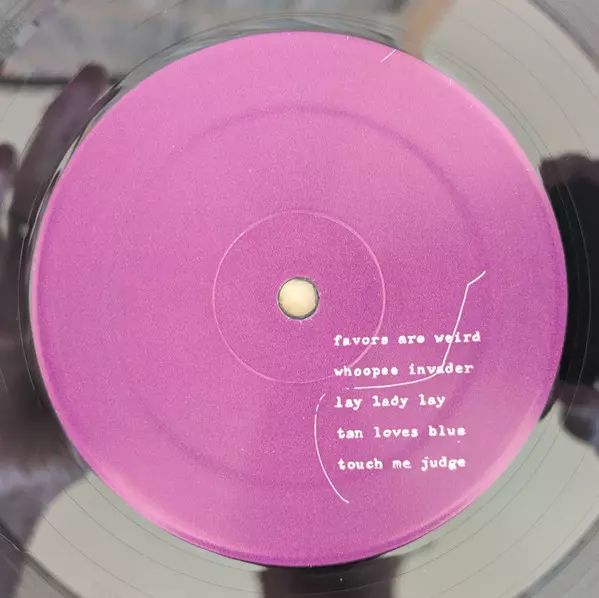 favors are weird
whoopee invader
lay lady lay
tan loves blue
touch me judge